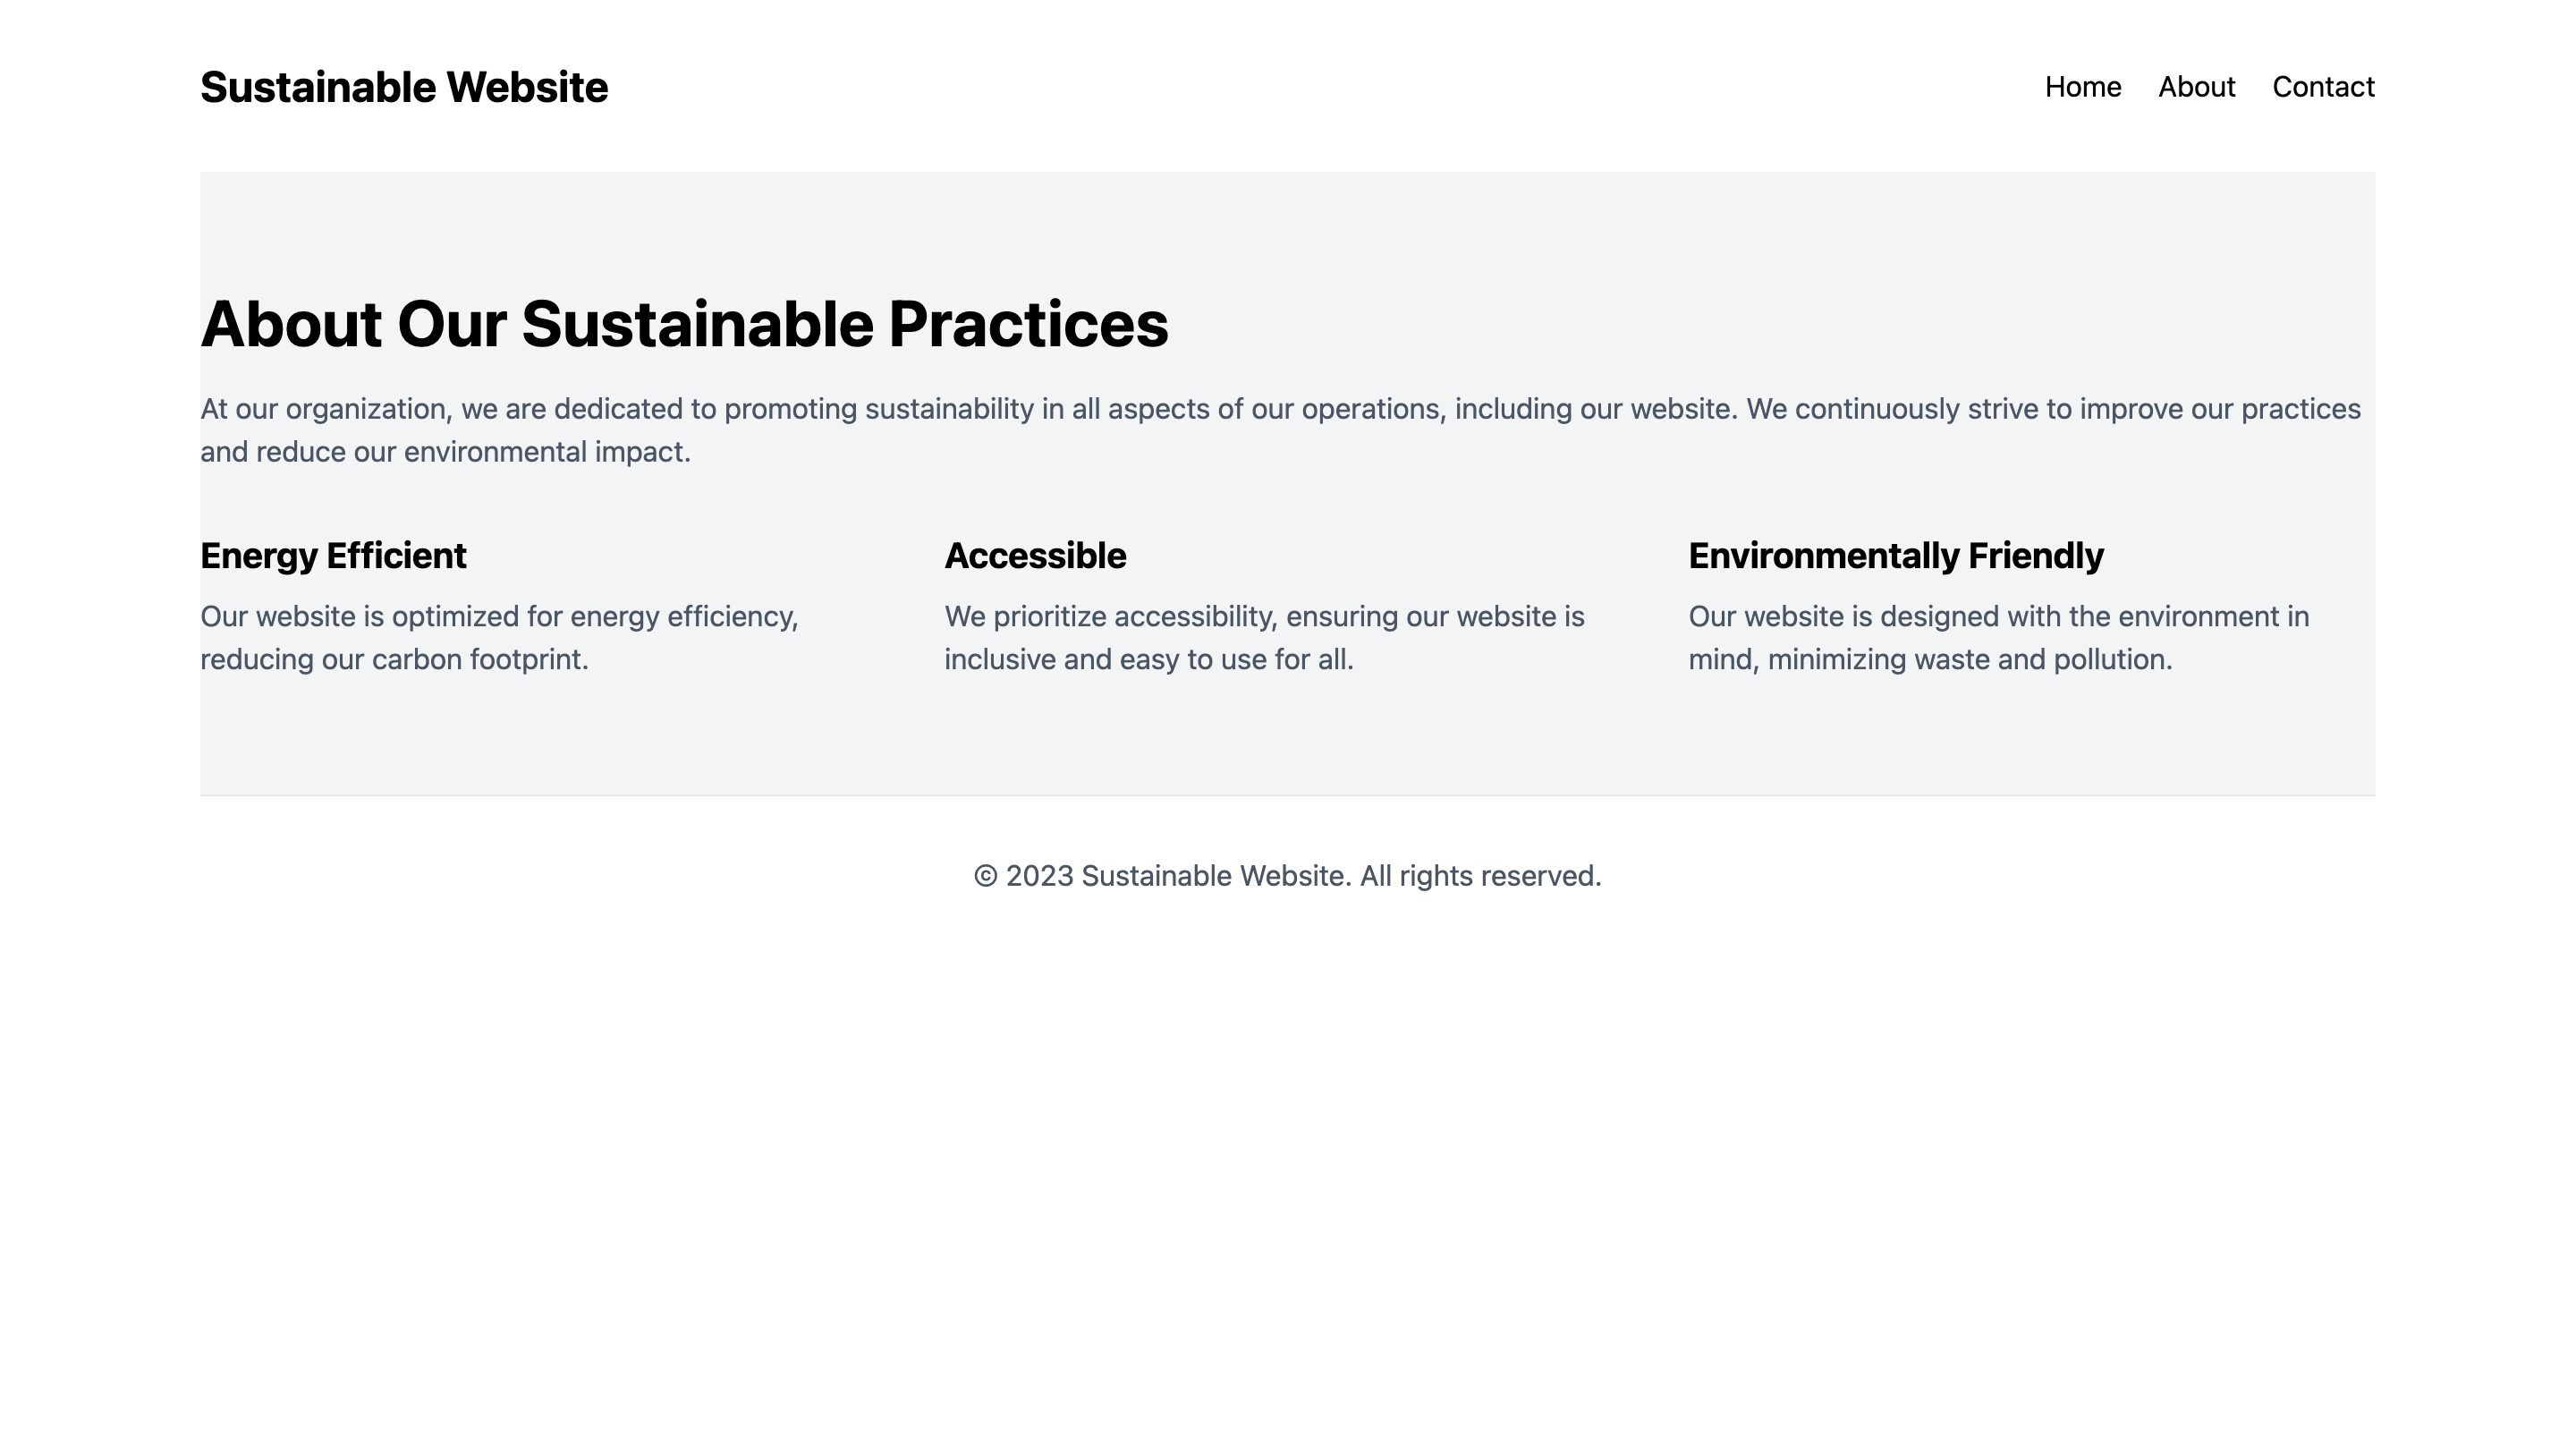 Sustainable Website
Home About Contact
About Our Sustainable Practices
At our organization, we are dedicated to promoting sustainability in all aspects of our operations, including our website. We continuously strive to improve our practices
and reduce our environmental impact.
Energy Efficient
Our website is optimized for energy efficiency,
reducing our carbon footprint.
Accessible
We prioritize accessibility, ensuring our website is
inclusive and easy to use for all.
Environmentally Friendly
Our website is designed with the environment in
mind, minimizing waste and pollution.
© 2023 Sustainable Website. All rights reserved.